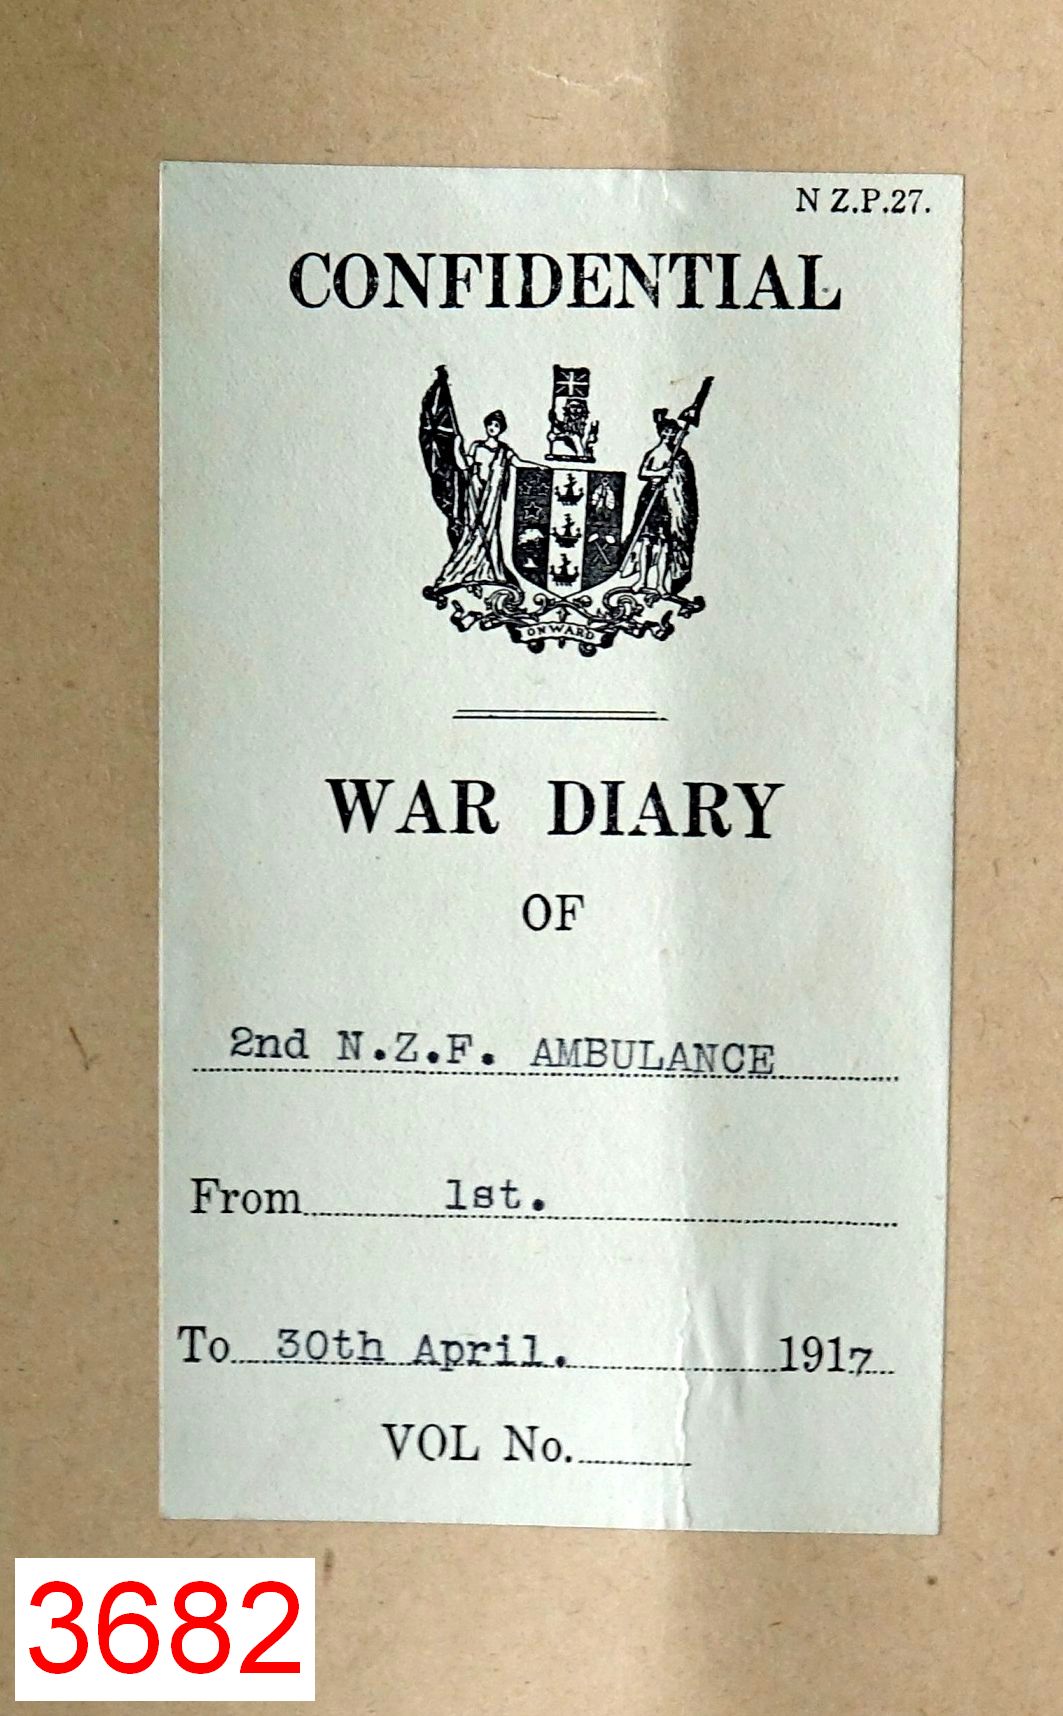 N Z.P.27.
CONFIDENTIAL
ONWARD
WAR DIARY
OF
2nd N.Z.F. AMBULANCE
From 1st.
To 30th April. 1917
VOL No.
3682